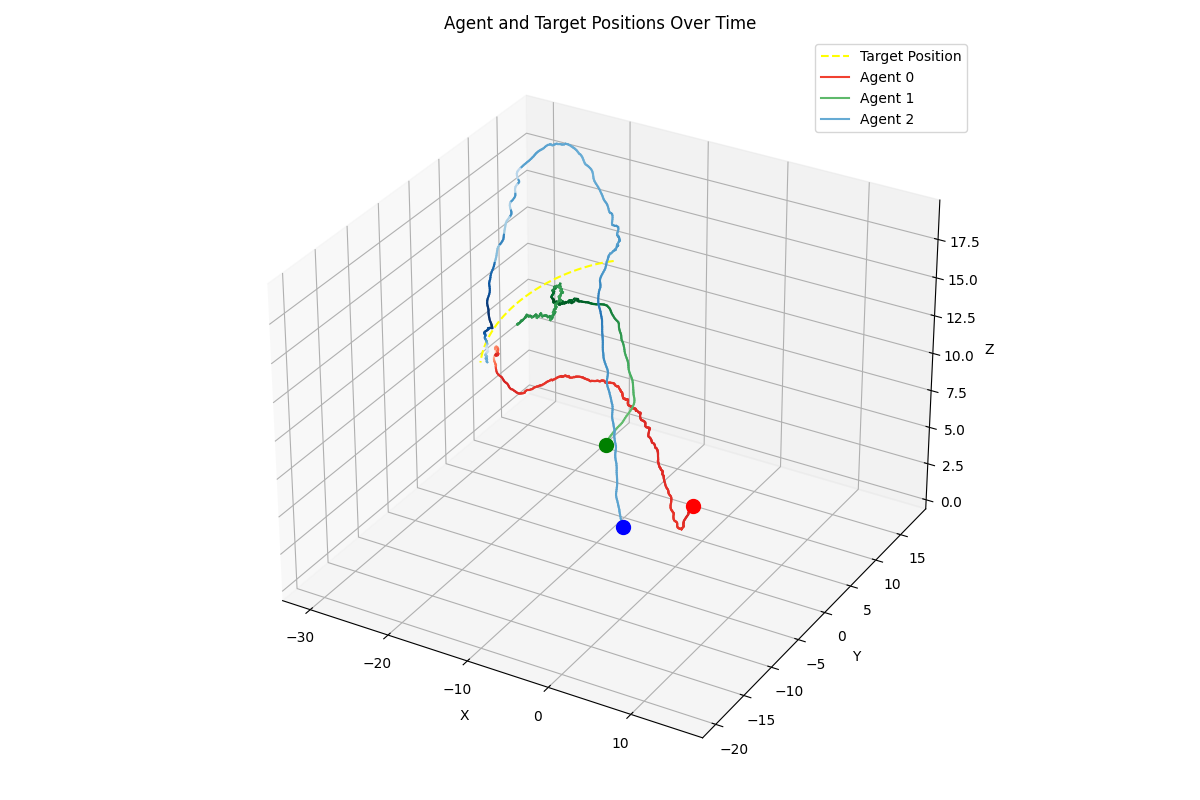 Agent and Target Positions Over Time
Target Position
Agent 0
Agent 1
Agent 2
17.5
15.0
12.5
10.0
7.5
5.0
2.5
0.0
Z
15
10
5
0
−5
−10
−15
−20
Y
−30
−20
−10
0
10
X